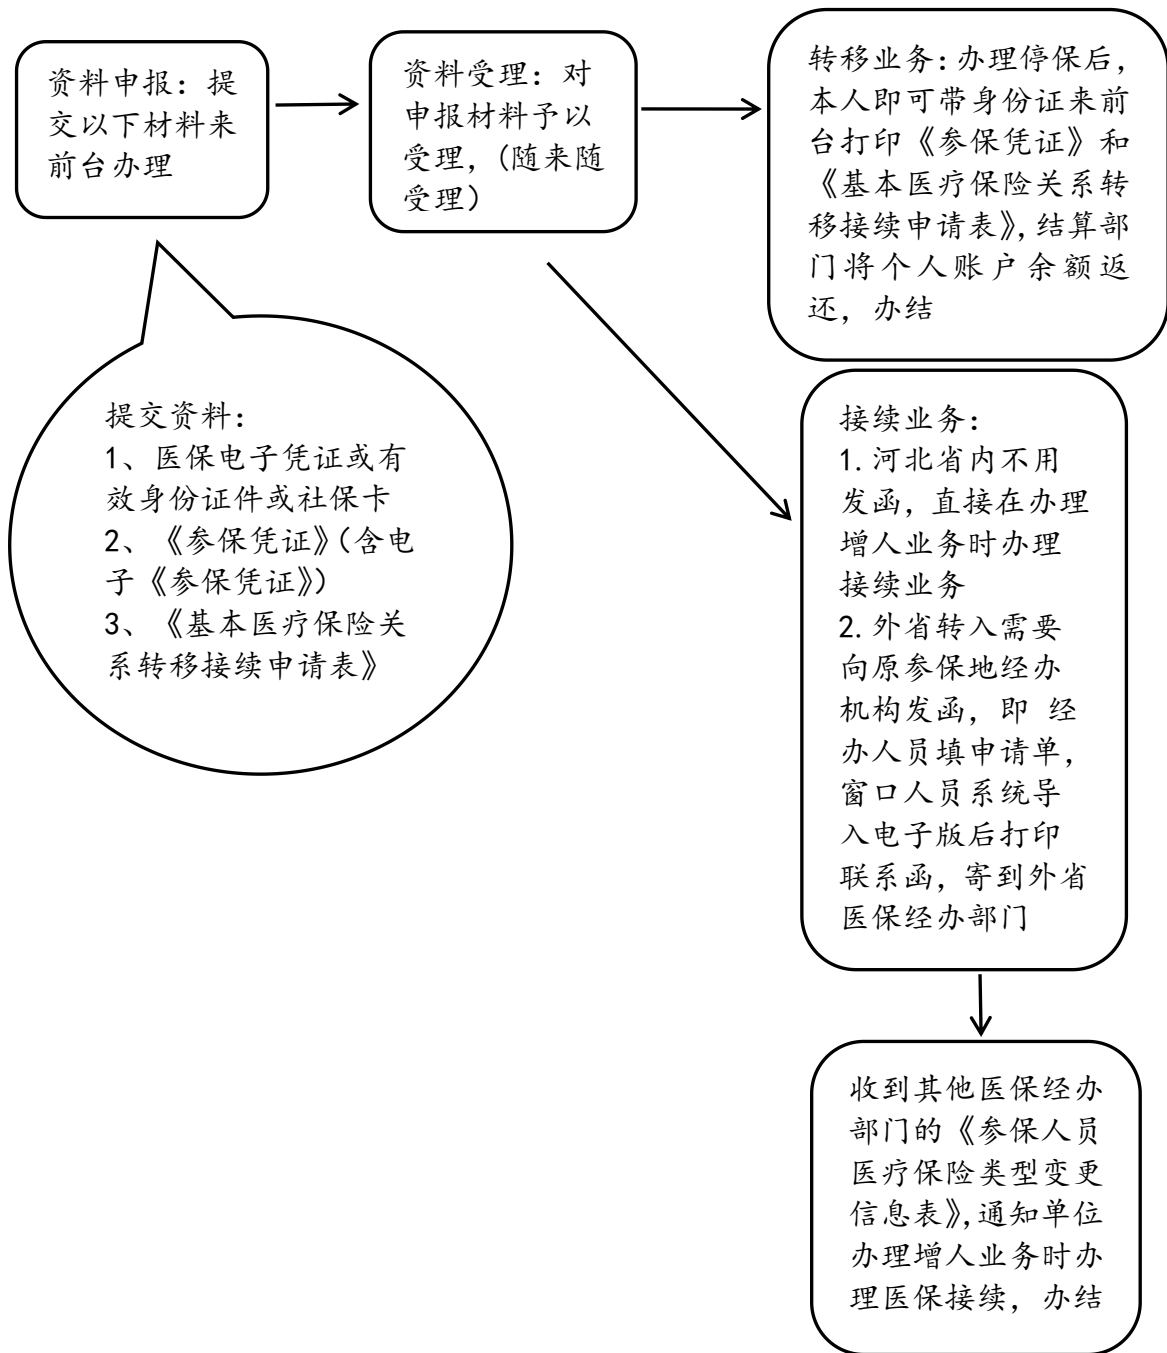 资料申报：提
交以下材料来
前台办理
资料受理：对
申报材料予以
受理，(随来随
受理)
转移业务：办理停保后，
本人即可带身份证来前
台打印《参保凭证》和
《基本医疗保险关系转
移接续申请表》，结算部
门将个人账户余额返
还，办结
提交资料：
1、医保电子凭证或有
效身份证件或社保卡
2、《参保凭证》（含电
子《参保凭证》）
3、《基本医疗保险关
系转移接续申请表》
接续业务：
1.河北省内不用
发函，直接在办理
增人业务时办理
接续业务
2.外省转入需要
向原参保地经办
机构发函，即 经
办人员填申请单，
窗口人员系统导
入电子版后打印
联系函，寄到外省
医保经办部门
收到其他医保经办
部门的《参保人员
医疗保险类型变更
信息表》，通知单位
办理增人业务时办
理医保接续，办结